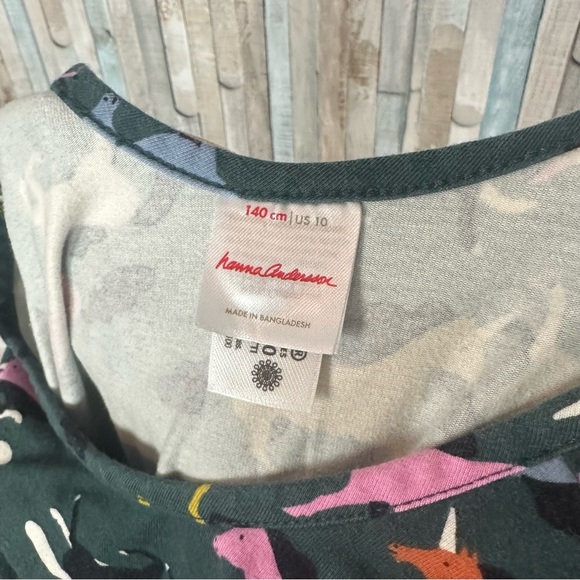 140 cm | US 10
hanna andersson
MADE IN BANGLADESH